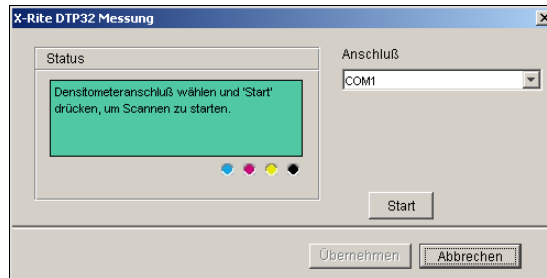 X-Rite DTP32 Messung
Status
Densitometeranschluß wählen und 'Start'
drücken, um Scannen zu starten.
Anschluß
COM1
Start
Übernehmen
Abbrechen